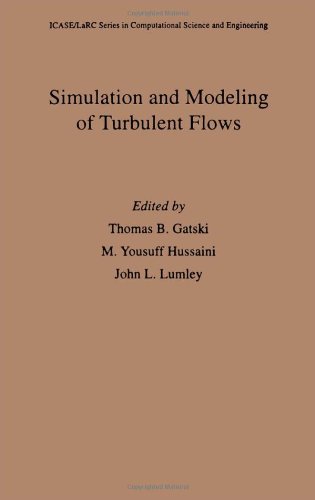 ICASE/LaRC Series in Computational Science and Engineering
Simulation and Modeling
of Turbulent Flows
Edited by
Thomas B. Gatski
M. Yousuff Hussaini
John L. Lumley